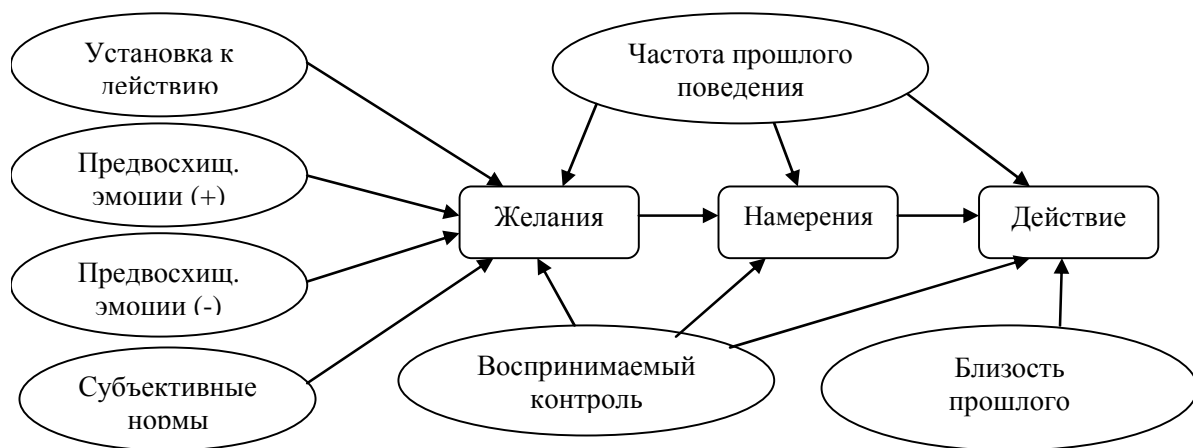 Установка к
действию
Частота прошлого
поведения
Предвосхищ.
эмоции (+)
Желания
Намерения
Действие
Предвосхищ.
эмоции (-)
Субъективные
нормы
Воспринимаемый
контроль
Близость
прошлого